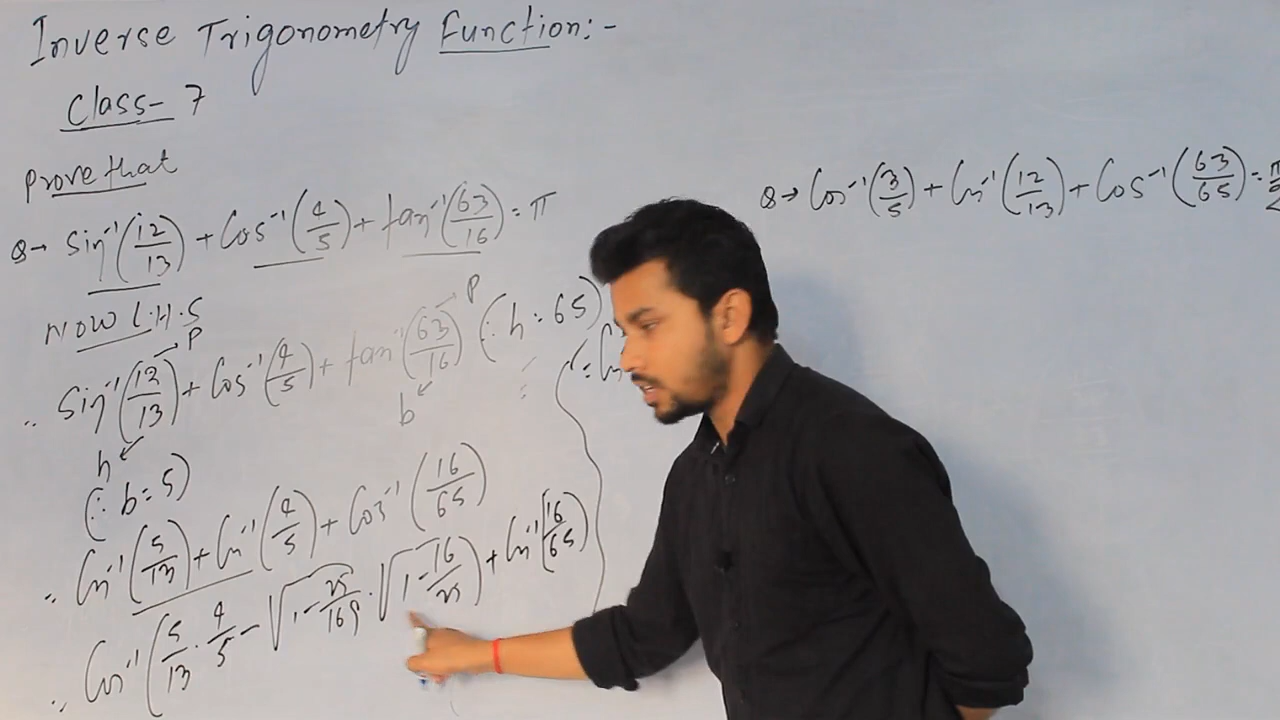 Inverse Trigonometry Function:-
Class- 7
Prove that
Q→ Sin⁻¹(12/13) + Cos⁻¹(4/5) + tan⁻¹(63/16) = π
Now L.H.S
∴ Sin⁻¹(12/13) + Cos⁻¹(4/5) + tan⁻¹(63/16) (∵ h = 65)
P
P
h
b
(∵ b = 5)
= Cos⁻¹(5/13) + Cos⁻¹(4/5) + Cos⁻¹(16/65)
∴ Cos⁻¹(5/13 · 4/5 - √1-25/169 · √1-16/25) + Cos⁻¹(16/65)
Q→ Cos⁻¹(3/5) + Cos⁻¹(12/13) + Cos⁻¹(63/65) = π/2